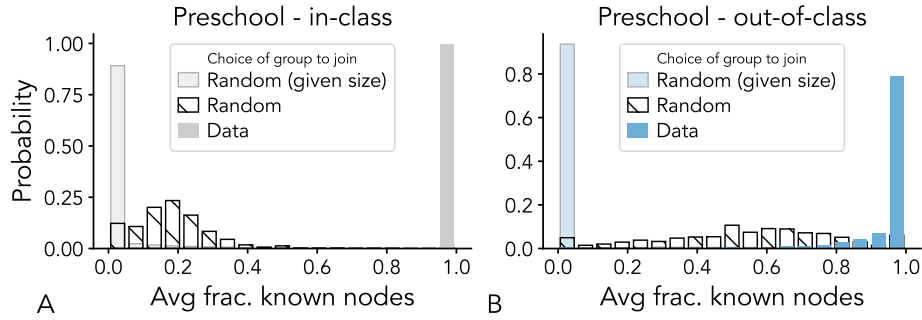 Preschool - in-class
Probability
1.00
0.75
0.50
0.25
0.00
Choice of group to join
Random (given size)
Random
Data
0.0 0.2 0.4 0.6 0.8 1.0
Avg frac. known nodes
A
Preschool - out-of-class
0.8
0.6
0.4
0.2
0.0
Choice of group to join
Random (given size)
Random
Data
0.0 0.2 0.4 0.6 0.8 1.0
Avg frac. known nodes
B